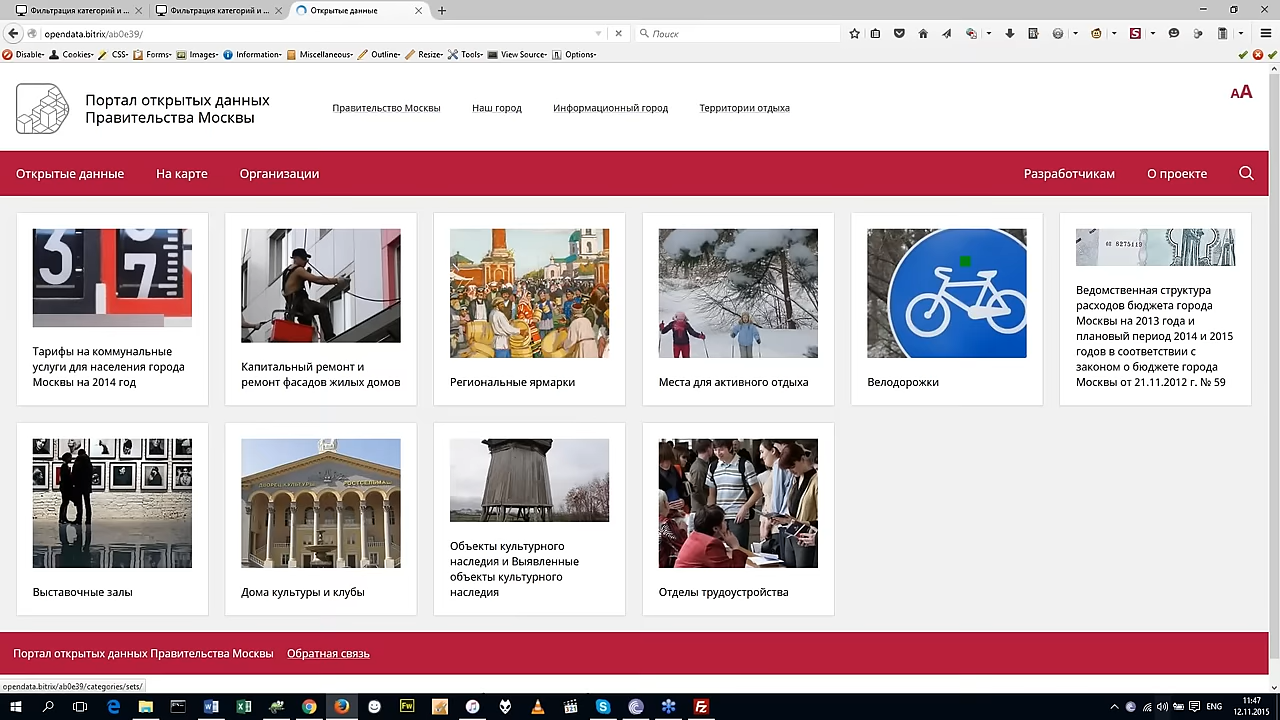 Фильтрация категорий и ...
Фильтрация категорий и ...
Открытые данные
opendata.bitrix/ab0e39/
Поиск
Disable
Cookies
CSS
Forms
Images
Information
Miscellaneous
Outline
Resize
Tools
View Source
Options
Портал открытых данных
Правительства Москвы
Правительство Москвы
Наш город
Информационный город
Территории отдыха
AA
Открытые данные
На карте
Организации
Разработчикам
О проекте
3
7
Тарифы на коммунальные
услуги для населения города
Москвы на 2014 год
Капитальный ремонт и
ремонт фасадов жилых домов
Региональные ярмарки
Места для активного отдыха
Велодорожки
Ведомственная структура
расходов бюджета города
Москвы на 2013 года и
плановый период 2014 и 2015
годов в соответствии с
законом о бюджете города
Москвы от 21.11.2012 г. № 59
Выставочные залы
ДВОРЕЦ КУЛЬТУРЫ РОСТСЕЛЬМАШ
Дома культуры и клубы
Объекты культурного
наследия и Выявленные
объекты культурного
наследия
Отделы трудоустройства
Портал открытых данных Правительства Москвы
Обратная связь
opendata.bitrix/ab0e39/categories/sets/
ENG
11:47
12.11.2015